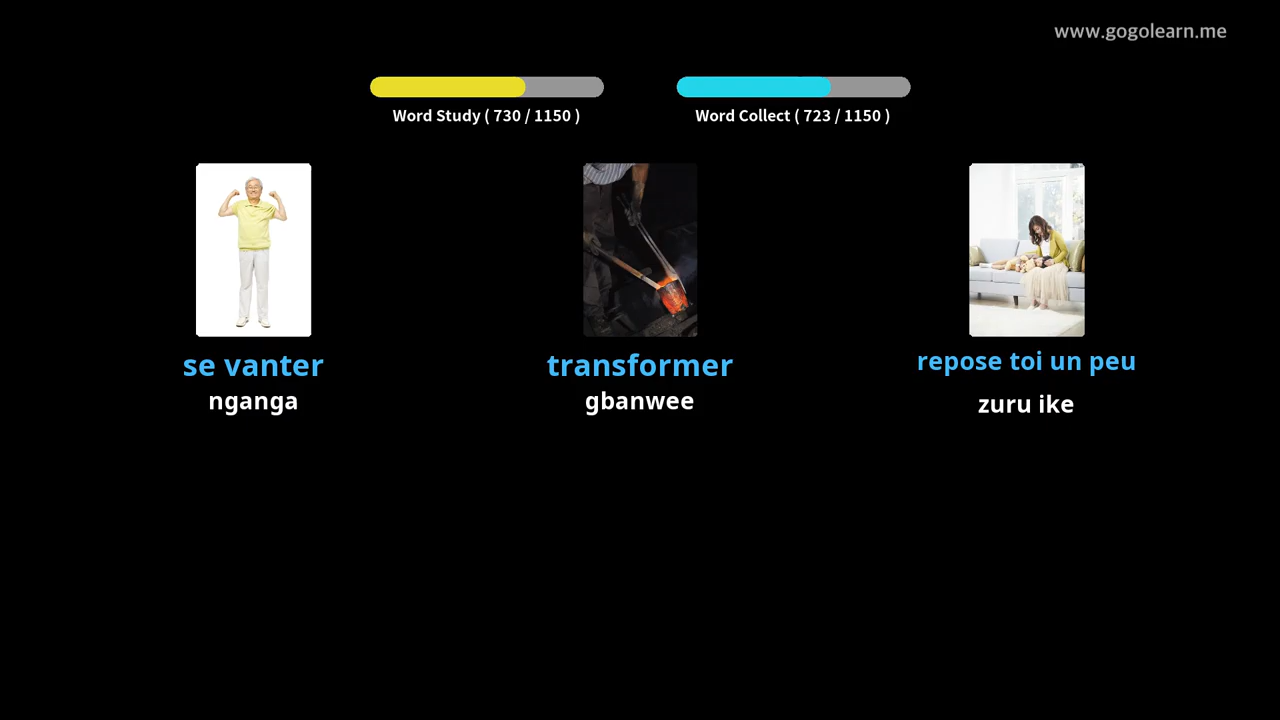 www.gogolearn.me
Word Study ( 730 / 1150 )
Word Collect ( 723 / 1150 )
se vanter
nganga
transformer
gbanwee
repose toi un peu
zuru ike